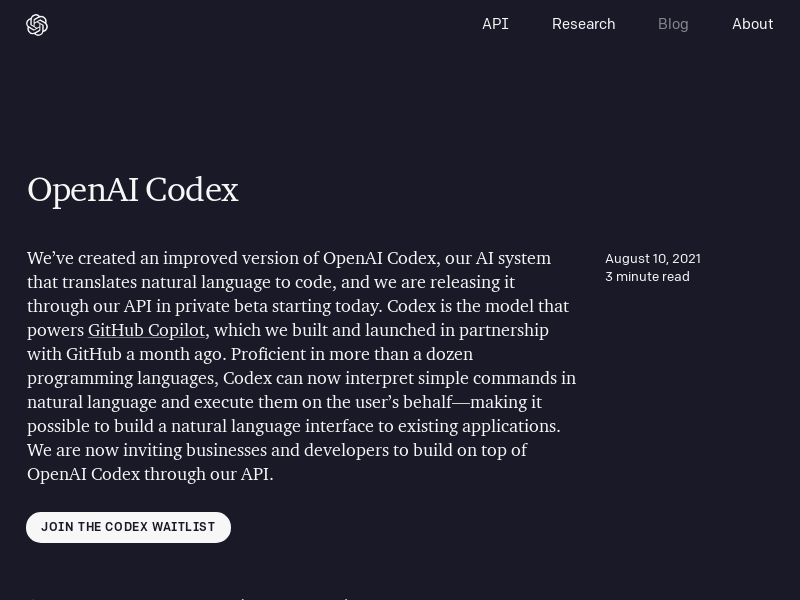 API Research Blog About
OpenAI Codex
We’ve created an improved version of OpenAI Codex, our AI system
that translates natural language to code, and we are releasing it
through our API in private beta starting today. Codex is the model that
powers GitHub Copilot, which we built and launched in partnership
with GitHub a month ago. Proficient in more than a dozen
programming languages, Codex can now interpret simple commands in
natural language and execute them on the user’s behalf—making it
possible to build a natural language interface to existing applications.
We are now inviting businesses and developers to build on top of
OpenAI Codex through our API.
August 10, 2021
3 minute read
JOIN THE CODEX WAITLIST